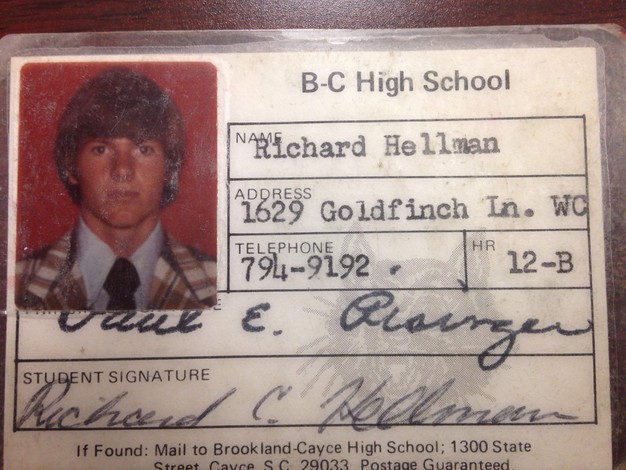 B-C High School
NAME
Richard Hellman
ADDRESS
1629 Goldfinch Ln. WC
TELEPHONE
794-9192 .
HR
12-B
Paul E.
STUDENT SIGNATURE
Richard C. Hellman
If Found: Mail to Brookland-Cayce High School; 1300 State
Street, Cayce, S.C. 29033 Postage Guaranteed